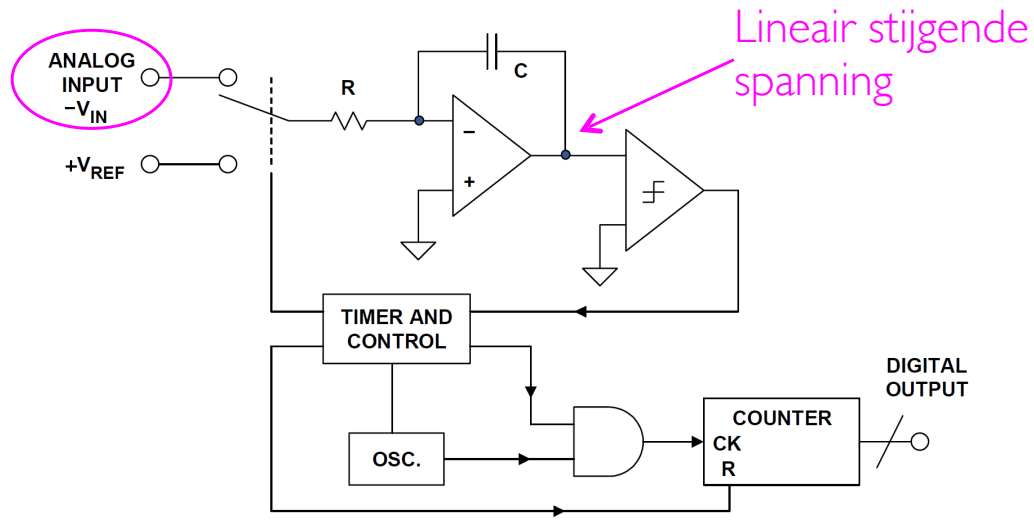 Lineair stijgende
spanning
ANALOG
INPUT
−VIN
+VREF
R
C
−
+
TIMER AND
CONTROL
OSC.
COUNTER
CK
R
DIGITAL
OUTPUT